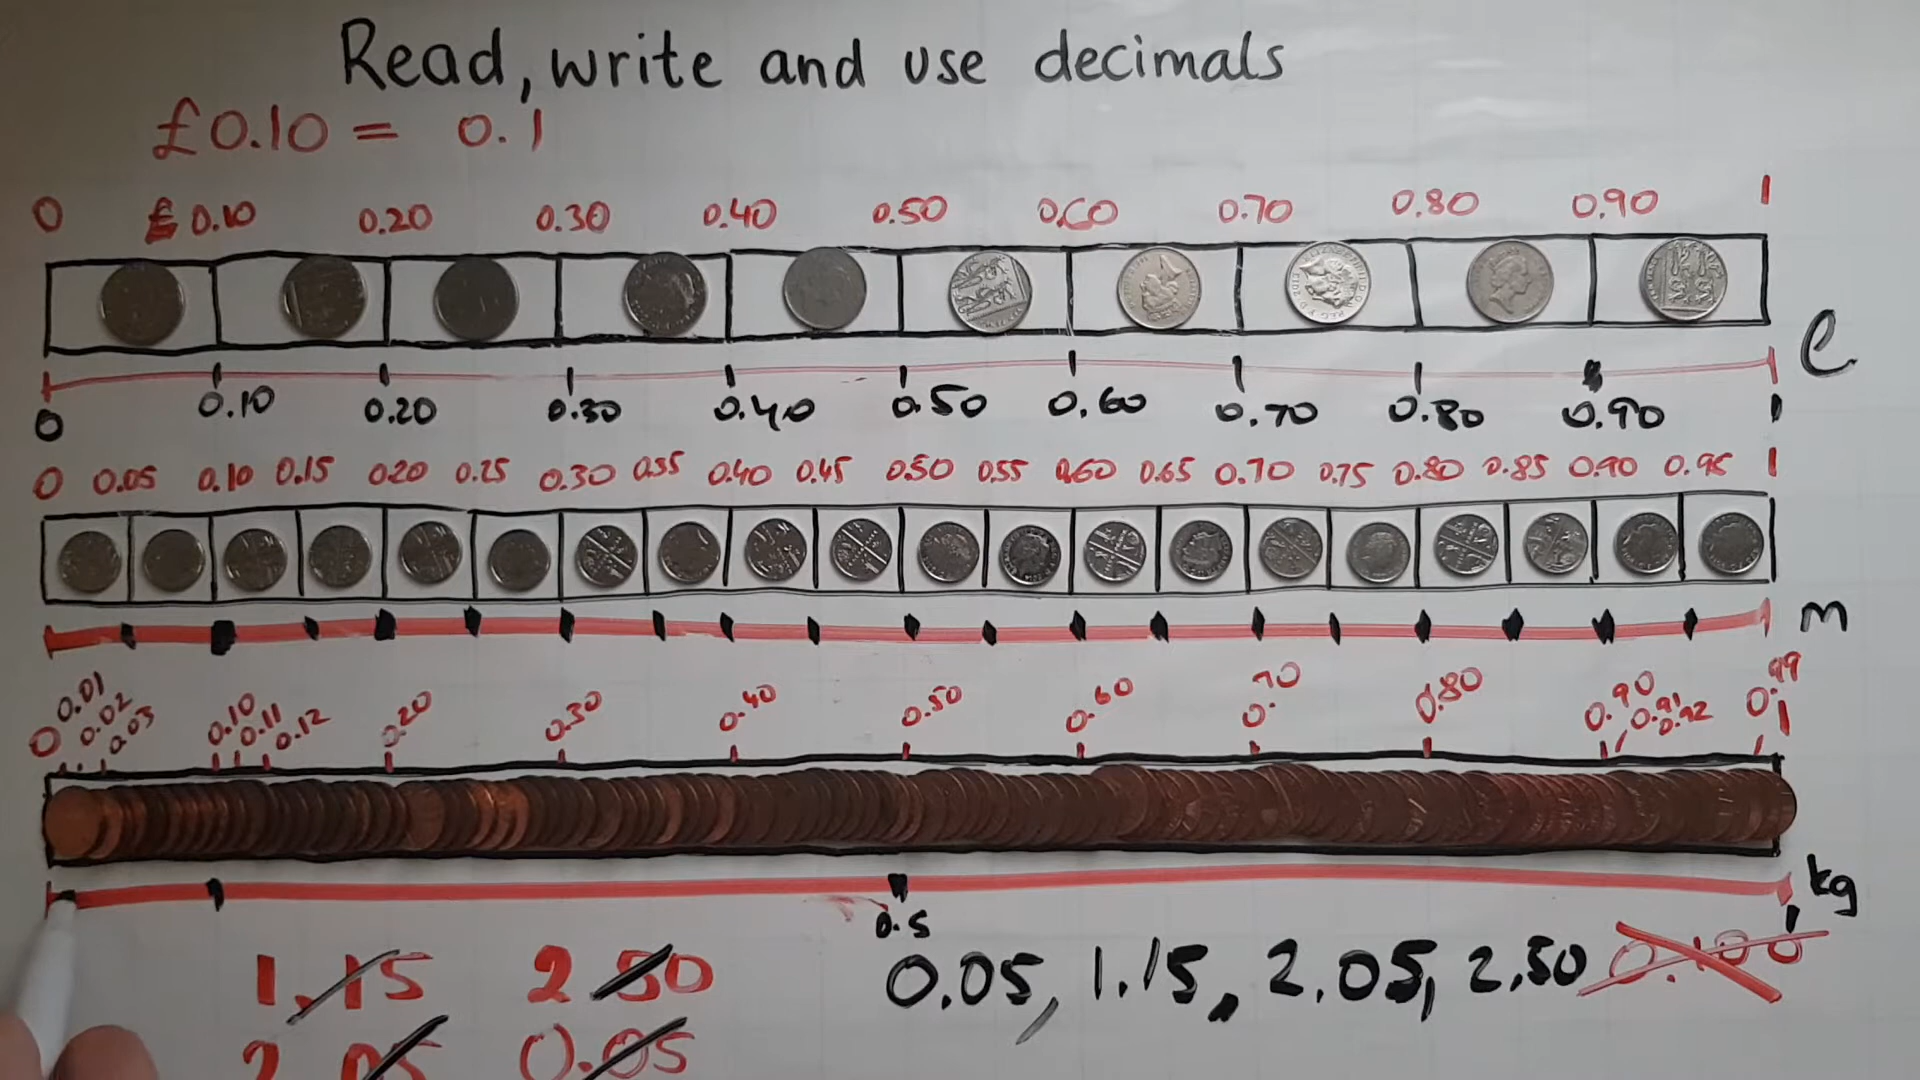 Read, write and use decimals
£0.10 = 0.1
0 £0.10 0.20 0.30 0.40 0.50 0.60 0.70 0.80 0.90 1
l
0 0.10 0.20 0.30 0.40 0.50 0.60 0.70 0.80 0.90 1
0 0.05 0.10 0.15 0.20 0.25 0.30 0.35 0.40 0.45 0.50 0.55 0.60 0.65 0.70 0.75 0.80 0.85 0.90 0.95 1
m
0 0.01 0.02 0.03 0.10 0.11 0.12 0.20 0.30 0.40 0.50 0.60 0.70 0.80 0.90 0.91 0.92 0.99 1
kg
0.5 1
1.15 2.50 0.05, 1.15, 2.05, 2.50 0.100
2.05 0.05